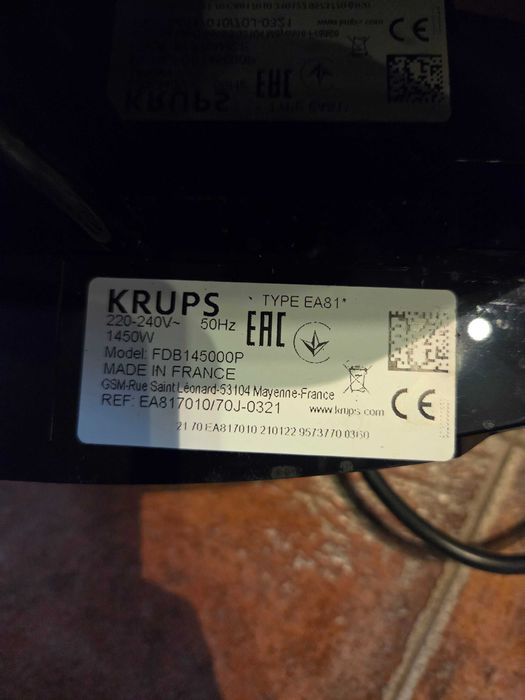 KRUPS TYPE EA81*
220-240V~ 50Hz EAC
1450W
Model: FDB145000P
MADE IN FRANCE
GSM-Rue Saint Léonard-53104 Mayenne-France
REF: EA817010/70J-0321 www.krups.com CE
21 70 EA817010 210122 9573770 0360